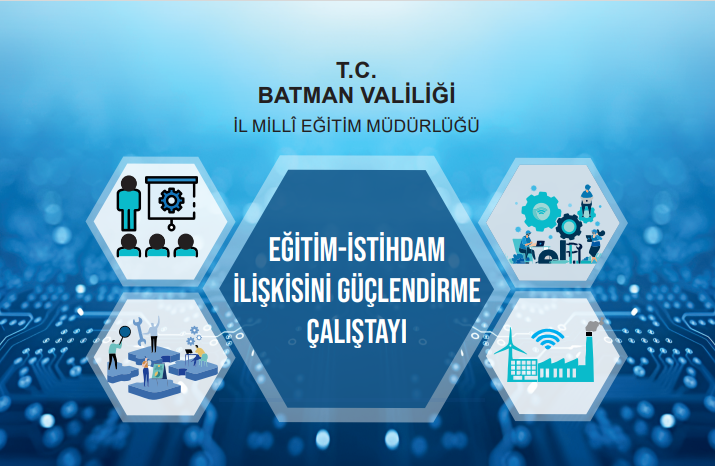 T.C.
BATMAN VALİLİĞİ
İL MİLLÎ EĞİTİM MÜDÜRLÜĞÜ
EĞİTİM-İSTİHDAM
İLİŞKİSİNİ GÜÇLENDİRME
ÇALIŞTAYI